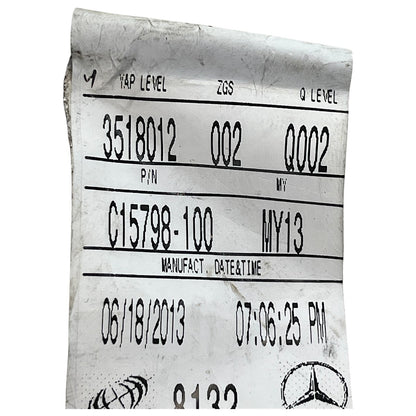 YAP LEVEL ZGS Q LEVEL
3518012 002 Q002
P/N MY
C15798-100 MY13
MANUFACT. DATE&TIME
06/18/2013 07:06:25 PM
8132